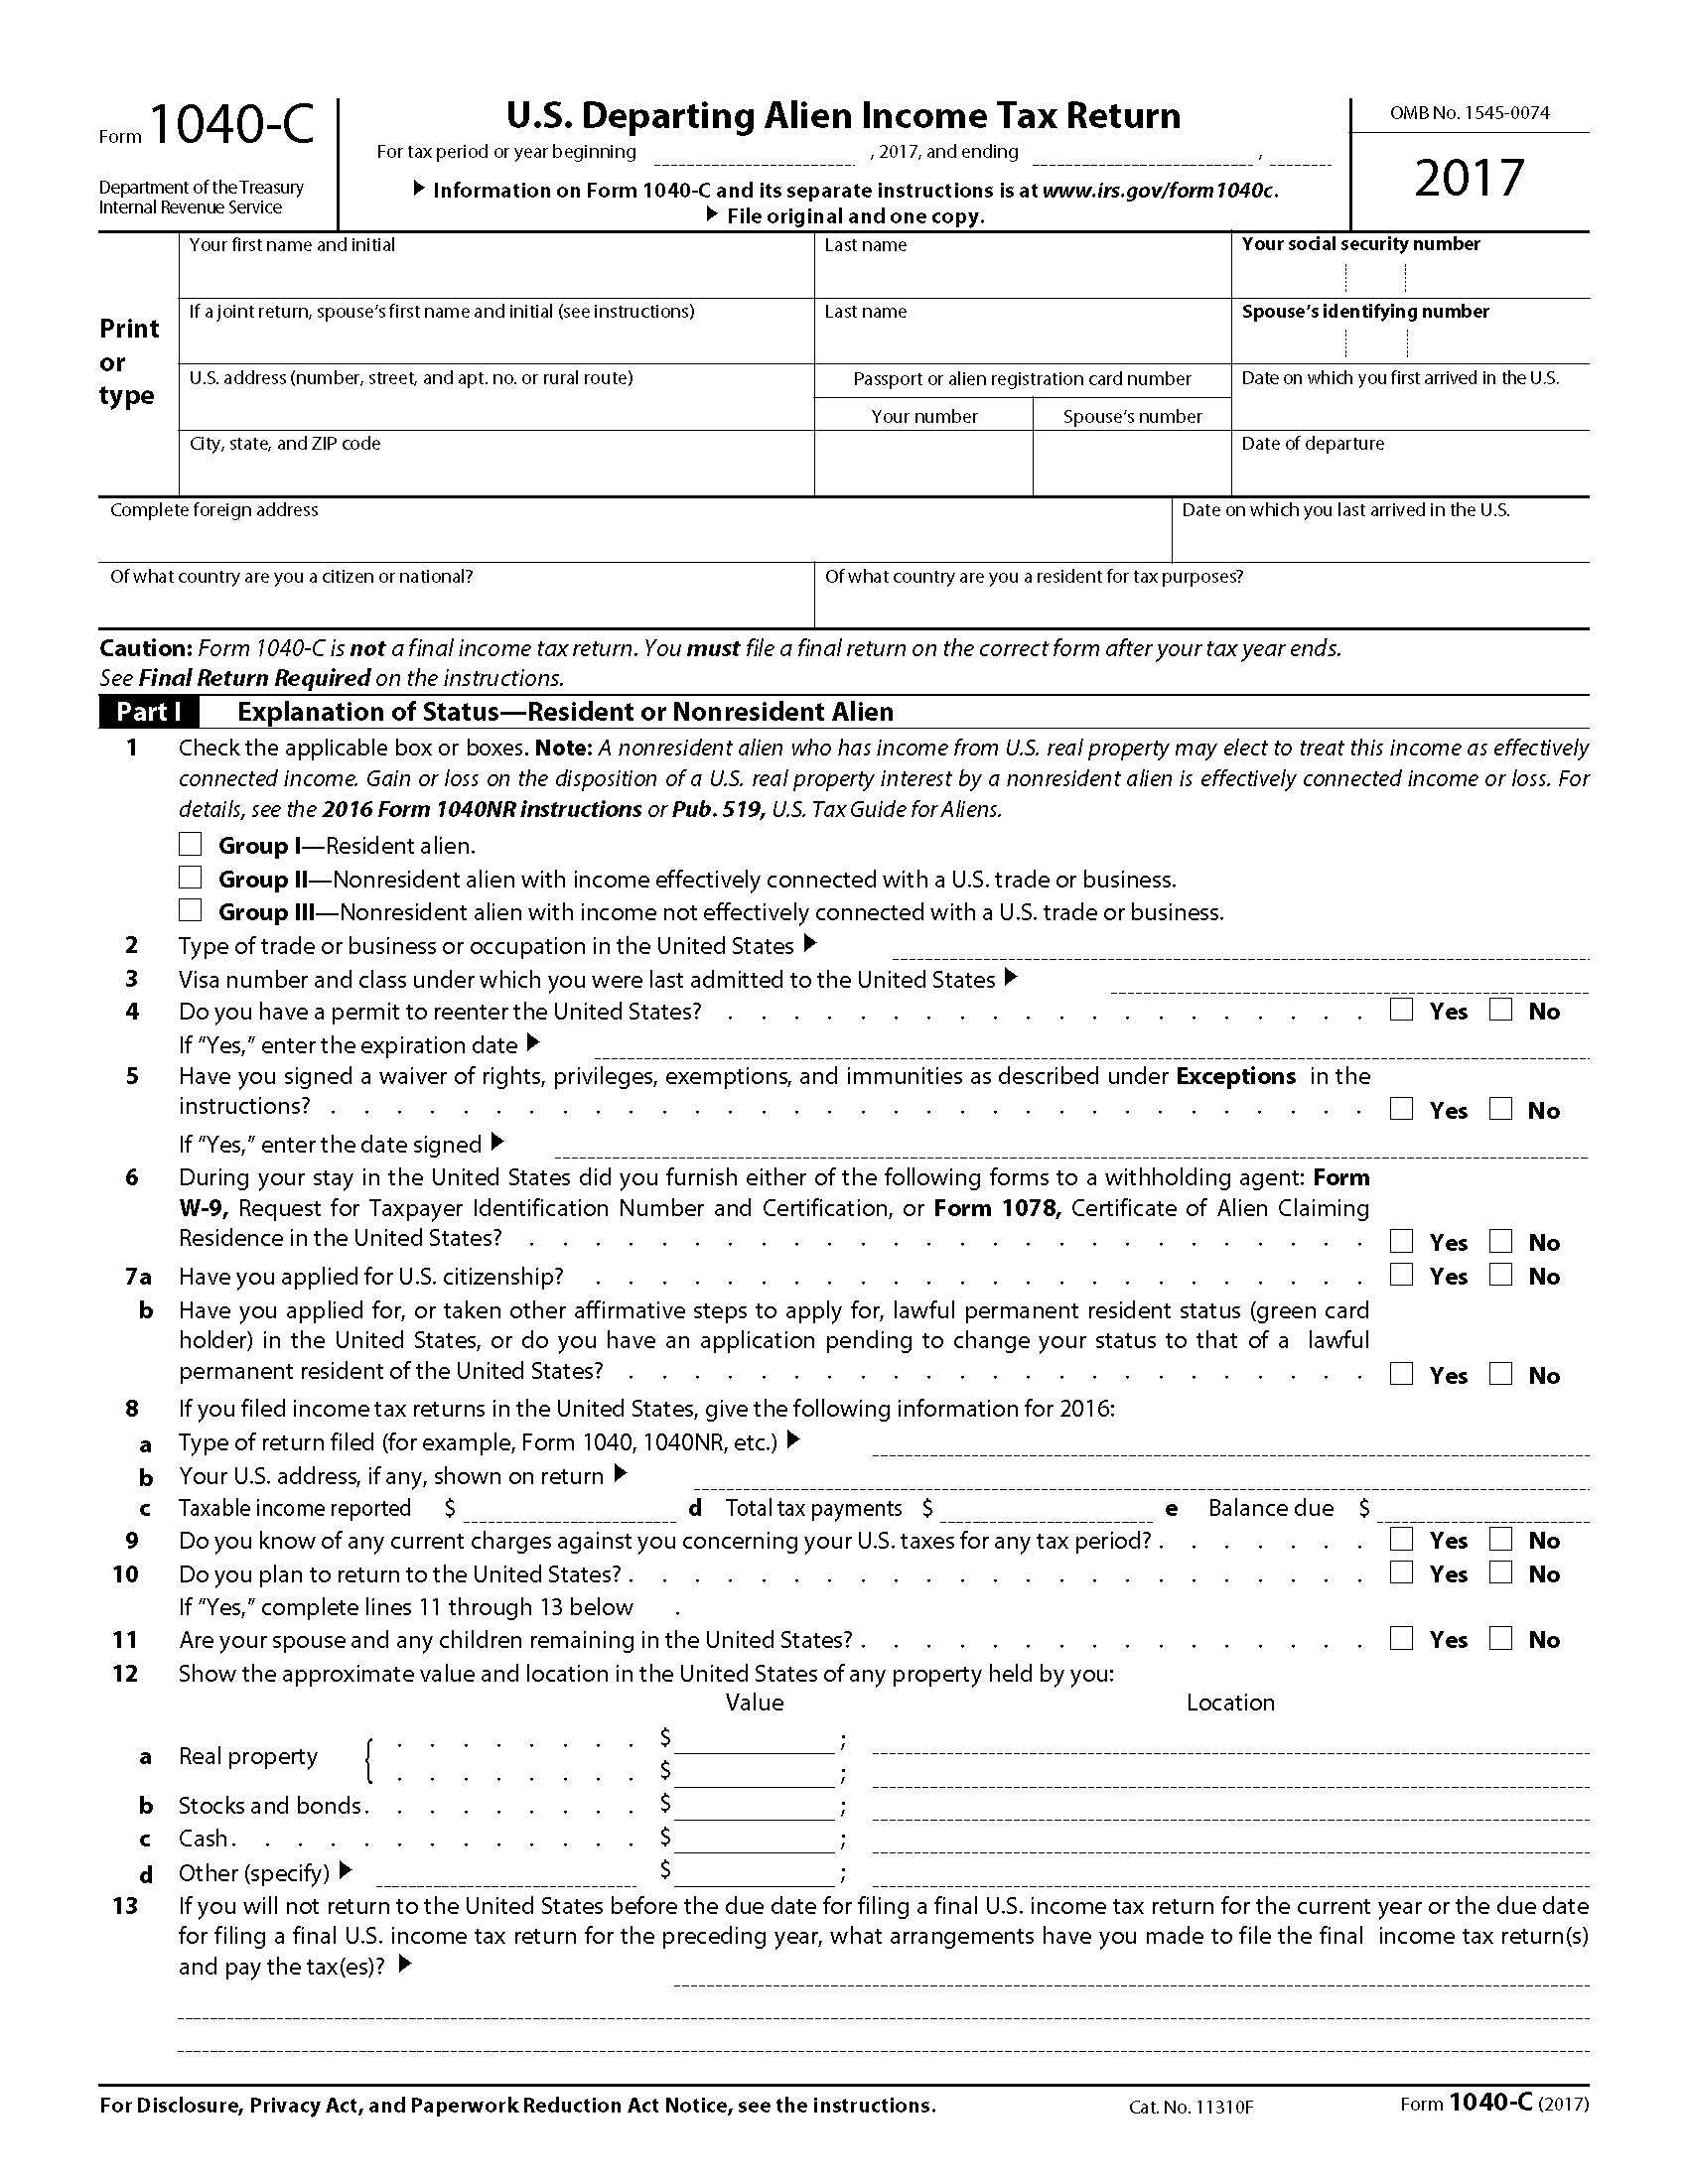 Form 1040-C
Department of the Treasury
Internal Revenue Service
U.S. Departing Alien Income Tax Return
For tax period or year beginning , 2017, and ending ,
▶ Information on Form 1040-C and its separate instructions is at www.irs.gov/form1040c.
▶ File original and one copy.
OMB No. 1545-0074
2017
Print
or
type
Your first name and initial
Last name
Your social security number
If a joint return, spouse's first name and initial (see instructions)
Last name
Spouse's identifying number
U.S. address (number, street, and apt. no. or rural route)
Passport or alien registration card number
Date on which you first arrived in the U.S.
Your number
Spouse's number
City, state, and ZIP code
Date of departure
Complete foreign address
Date on which you last arrived in the U.S.
Of what country are you a citizen or national?
Of what country are you a resident for tax purposes?
Caution: Form 1040-C is not a final income tax return. You must file a final return on the correct form after your tax year ends.
See Final Return Required on the instructions.
Part I Explanation of Status—Resident or Nonresident Alien
1 Check the applicable box or boxes. Note: A nonresident alien who has income from U.S. real property may elect to treat this income as effectively
connected income. Gain or loss on the disposition of a U.S. real property interest by a nonresident alien is effectively connected income or loss. For
details, see the 2016 Form 1040NR instructions or Pub. 519, U.S. Tax Guide for Aliens.
Group I—Resident alien.
Group II—Nonresident alien with income effectively connected with a U.S. trade or business.
Group III—Nonresident alien with income not effectively connected with a U.S. trade or business.
2 Type of trade or business or occupation in the United States ▶
3 Visa number and class under which you were last admitted to the United States ▶
4 Do you have a permit to reenter the United States? . . . . . . . . . . . . . . . . . . . . Yes No
If "Yes," enter the expiration date ▶
5 Have you signed a waiver of rights, privileges, exemptions, and immunities as described under Exceptions in the
instructions? . . . . . . . . . . . . . . . . . . . . . . . . . . . . . . . . Yes No
If "Yes," enter the date signed ▶
6 During your stay in the United States did you furnish either of the following forms to a withholding agent: Form
W-9, Request for Taxpayer Identification Number and Certification, or Form 1078, Certificate of Alien Claiming
Residence in the United States? . . . . . . . . . . . . . . . . . . . . . . . . . . Yes No
7a Have you applied for U.S. citizenship? . . . . . . . . . . . . . . . . . . . . . . . . Yes No
b Have you applied for, or taken other affirmative steps to apply for, lawful permanent resident status (green card
holder) in the United States, or do you have an application pending to change your status to that of a lawful
permanent resident of the United States? . . . . . . . . . . . . . . . . . . . . . . . Yes No
8 If you filed income tax returns in the United States, give the following information for 2016:
a Type of return filed (for example, Form 1040, 1040NR, etc.) ▶
b Your U.S. address, if any, shown on return ▶
c Taxable income reported $ d Total tax payments $ e Balance due $
9 Do you know of any current charges against you concerning your U.S. taxes for any tax period? . . . . . . . Yes No
10 Do you plan to return to the United States? . . . . . . . . . . . . . . . . . . . . . . . Yes No
If "Yes," complete lines 11 through 13 below .
11 Are your spouse and any children remaining in the United States? . . . . . . . . . . . . . . . . Yes No
12 Show the approximate value and location in the United States of any property held by you:
Value Location
a Real property { . . . . . . . . $ ;
. . . . . . . . $ ;
b Stocks and bonds . . . . . . . . . $ ;
c Cash . . . . . . . . . . . . . $ ;
d Other (specify) ▶ $ ;
13 If you will not return to the United States before the due date for filing a final U.S. income tax return for the current year or the due date
for filing a final U.S. income tax return for the preceding year, what arrangements have you made to file the final income tax return(s)
and pay the tax(es)? ▶
For Disclosure, Privacy Act, and Paperwork Reduction Act Notice, see the instructions. Cat. No. 11310F Form 1040-C (2017)